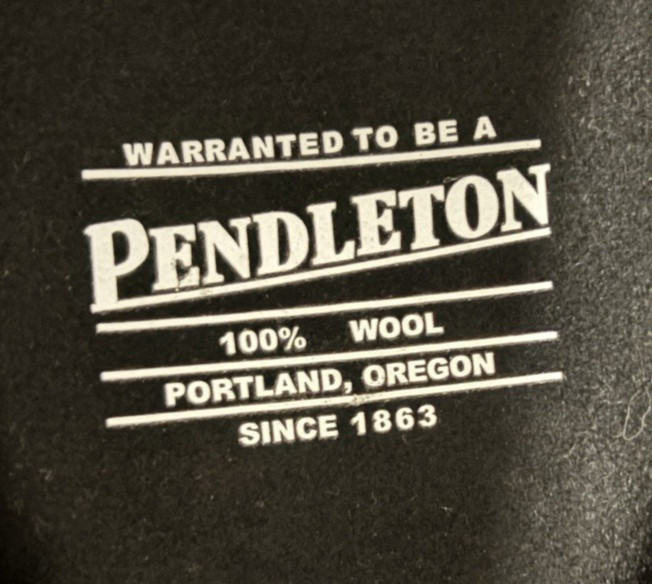 WARRANTED TO BE A
PENDLETON
100% WOOL
PORTLAND, OREGON
SINCE 1863